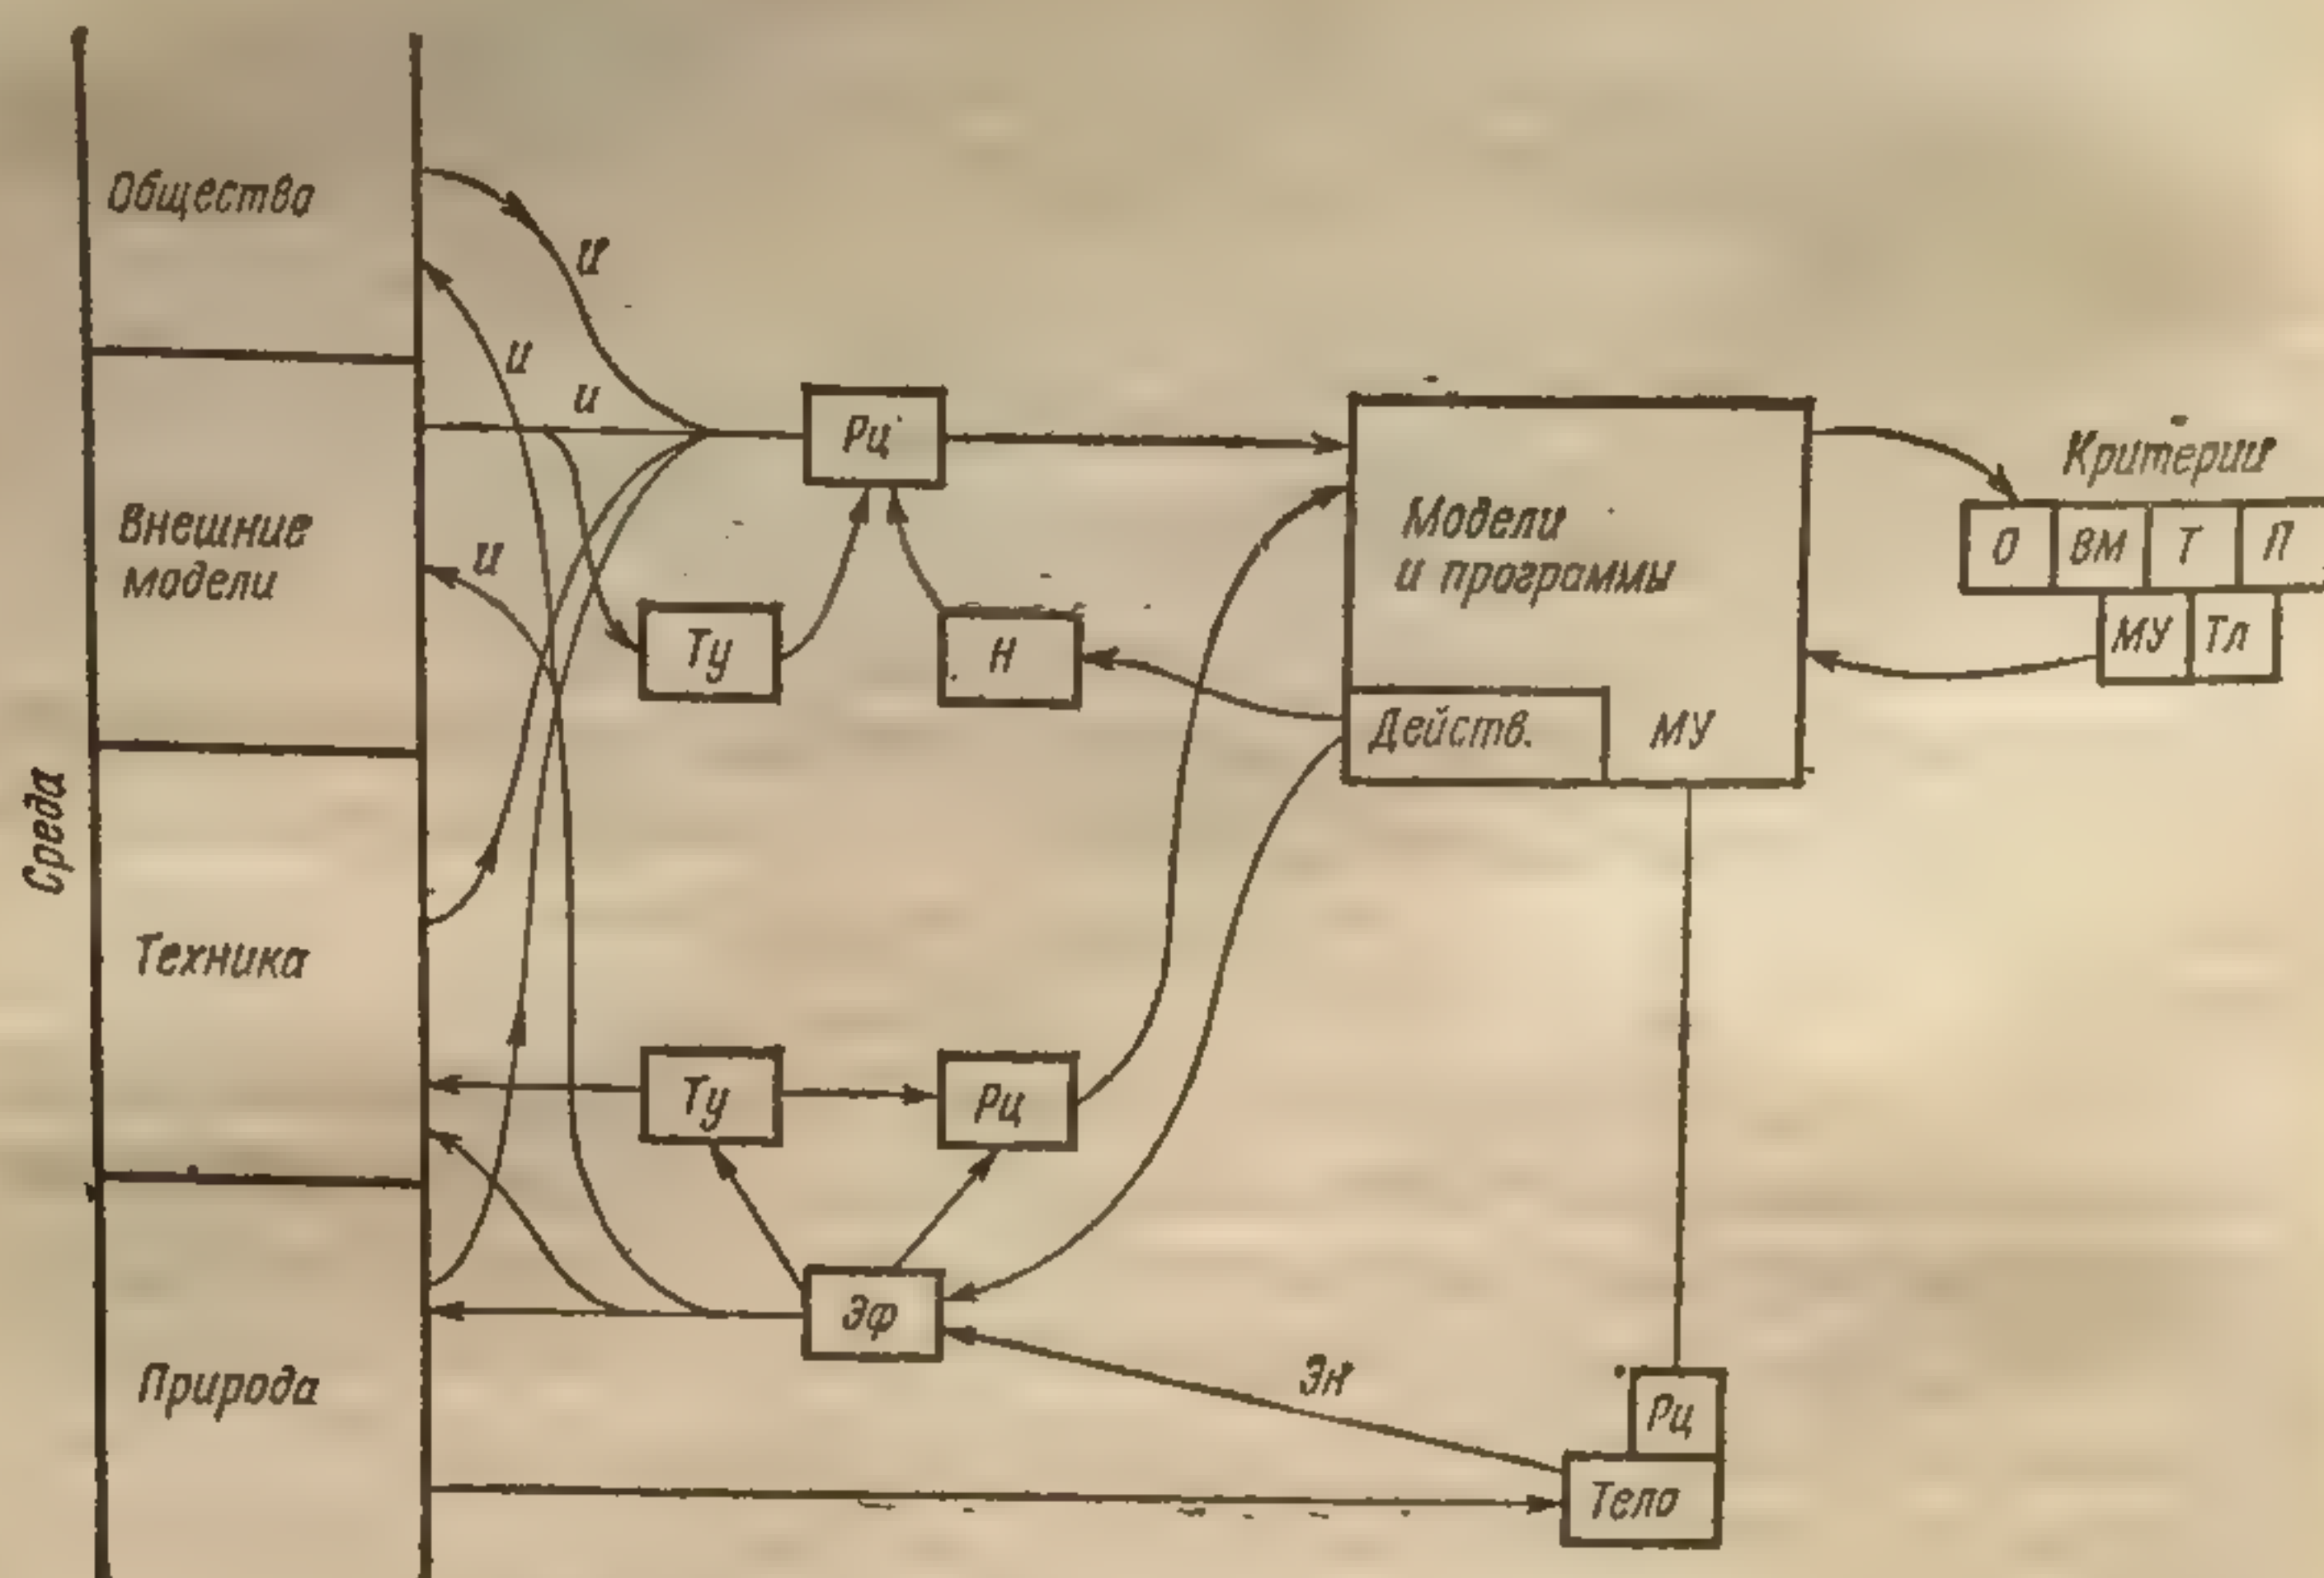 Общество
И
и
и
Рц
Критерии
О ВМ Т П
Модели
и программы
Внешние
модели
и
Ту
Н
МУ Тл
Действ.
МУ
Среда
Техника
Ту
Рц
Эф
Эн
Природа
Рц
Тело